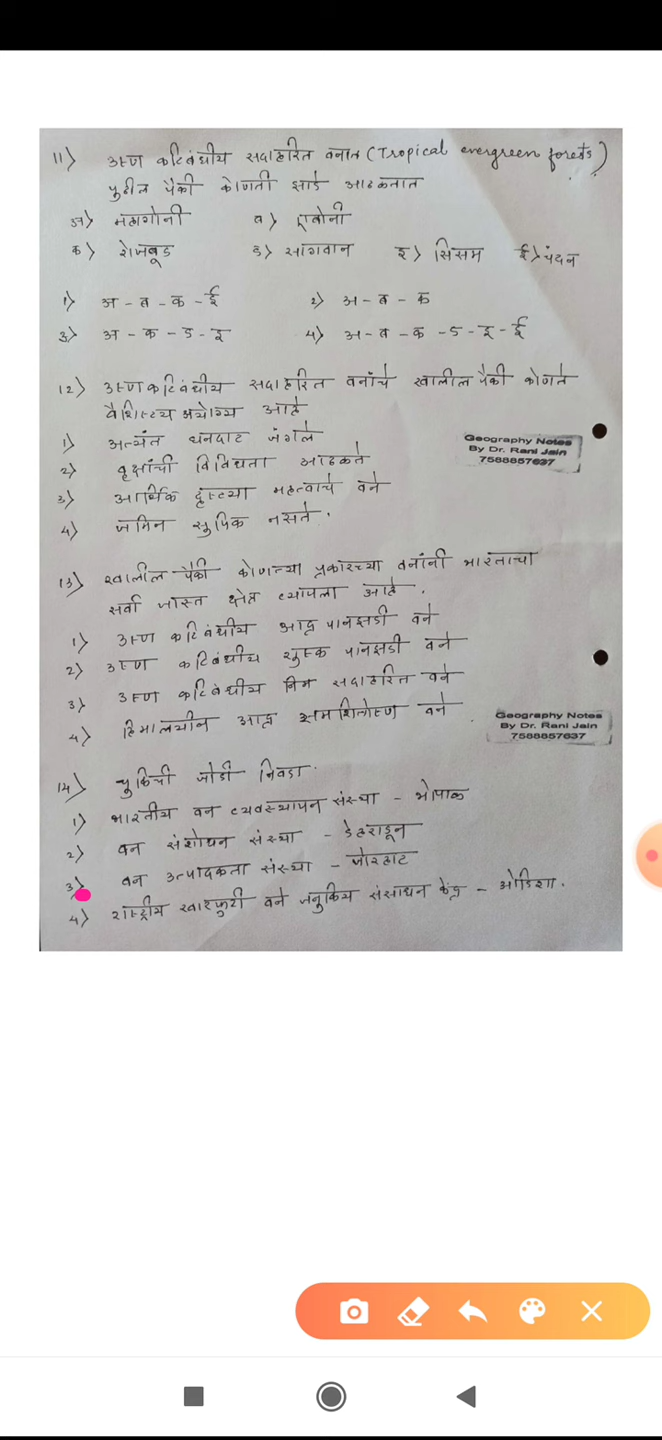 11) उष्ण कटिबंधीय सदाहरित वनात (Tropical evergreen forests)
पुढील पैकी कोणती झाडे आढळतात
अ) महोगोनी ब) एबोनी
क) रोजवूड ड) सागवान इ) सिसम ई) चंदन
1) अ - ब - क - ई 2) अ - ब - क
3) अ - क - ड - इ 4) अ - ब - क - ड - इ - ई
12) उष्ण कटिबंधीय सदाहरित वनांचे खालील पैकी कोणते
वैशिष्टय अयोग्य आहे
1) अत्यंत घनदाट जंगले
2) वृक्षांची विविधता आढळते
3) आर्थिक दृष्टया महत्वाचे वने
4) जमिन सुपिक नसते.
Geography Notes
By Dr. Rani Jain
7588857637
13) खालील पैकी कोणत्या प्रकारच्या वनांनी भारताचा
सर्वा जास्त क्षेत्र व्यापला आहे.
1) उष्ण कटिबंधीय आद्र पानझडी वने
2) उष्ण कटिबंधीय शुष्क पानझडी वने
3) उष्ण कटिबंधीय निम सदाहरित वने
4) हिमालयीन आद्र समशितोष्ण वने
Geography Notes
By Dr. Rani Jain
7588857637
14) चुकिची जोडी निवडा.
1) भारतीय वन व्यवस्थापन संस्था - भोपाळ
2) वन संशोधन संस्था - डेहराडून
3) वन उत्पादकता संस्था - जोरहाट
4) राष्ट्रीय खारफुटी वने जनुकिय संसाधन केंद्र - ओडिशा.